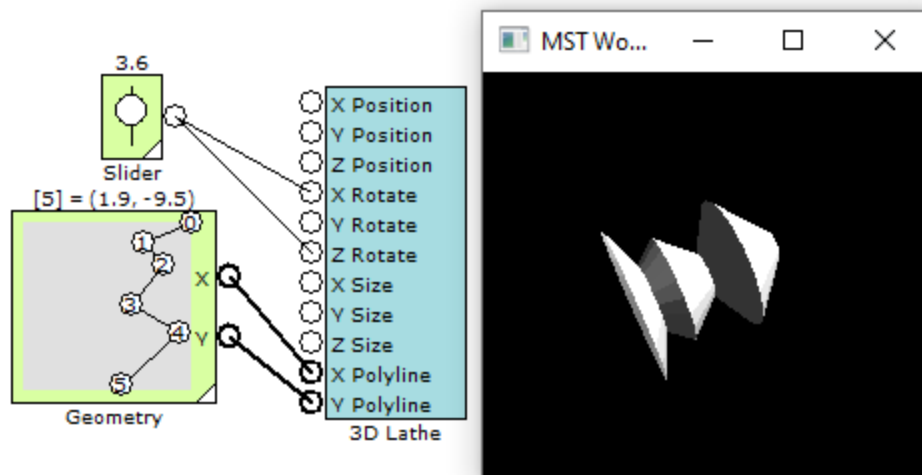 3.6
Slider
[5] = (1.9, -9.5)
0
1
2
3
4
5
X
Y
Geometry
X Position
Y Position
Z Position
X Rotate
Y Rotate
Z Rotate
X Size
Y Size
Z Size
X Polyline
Y Polyline
3D Lathe
MST Wo...